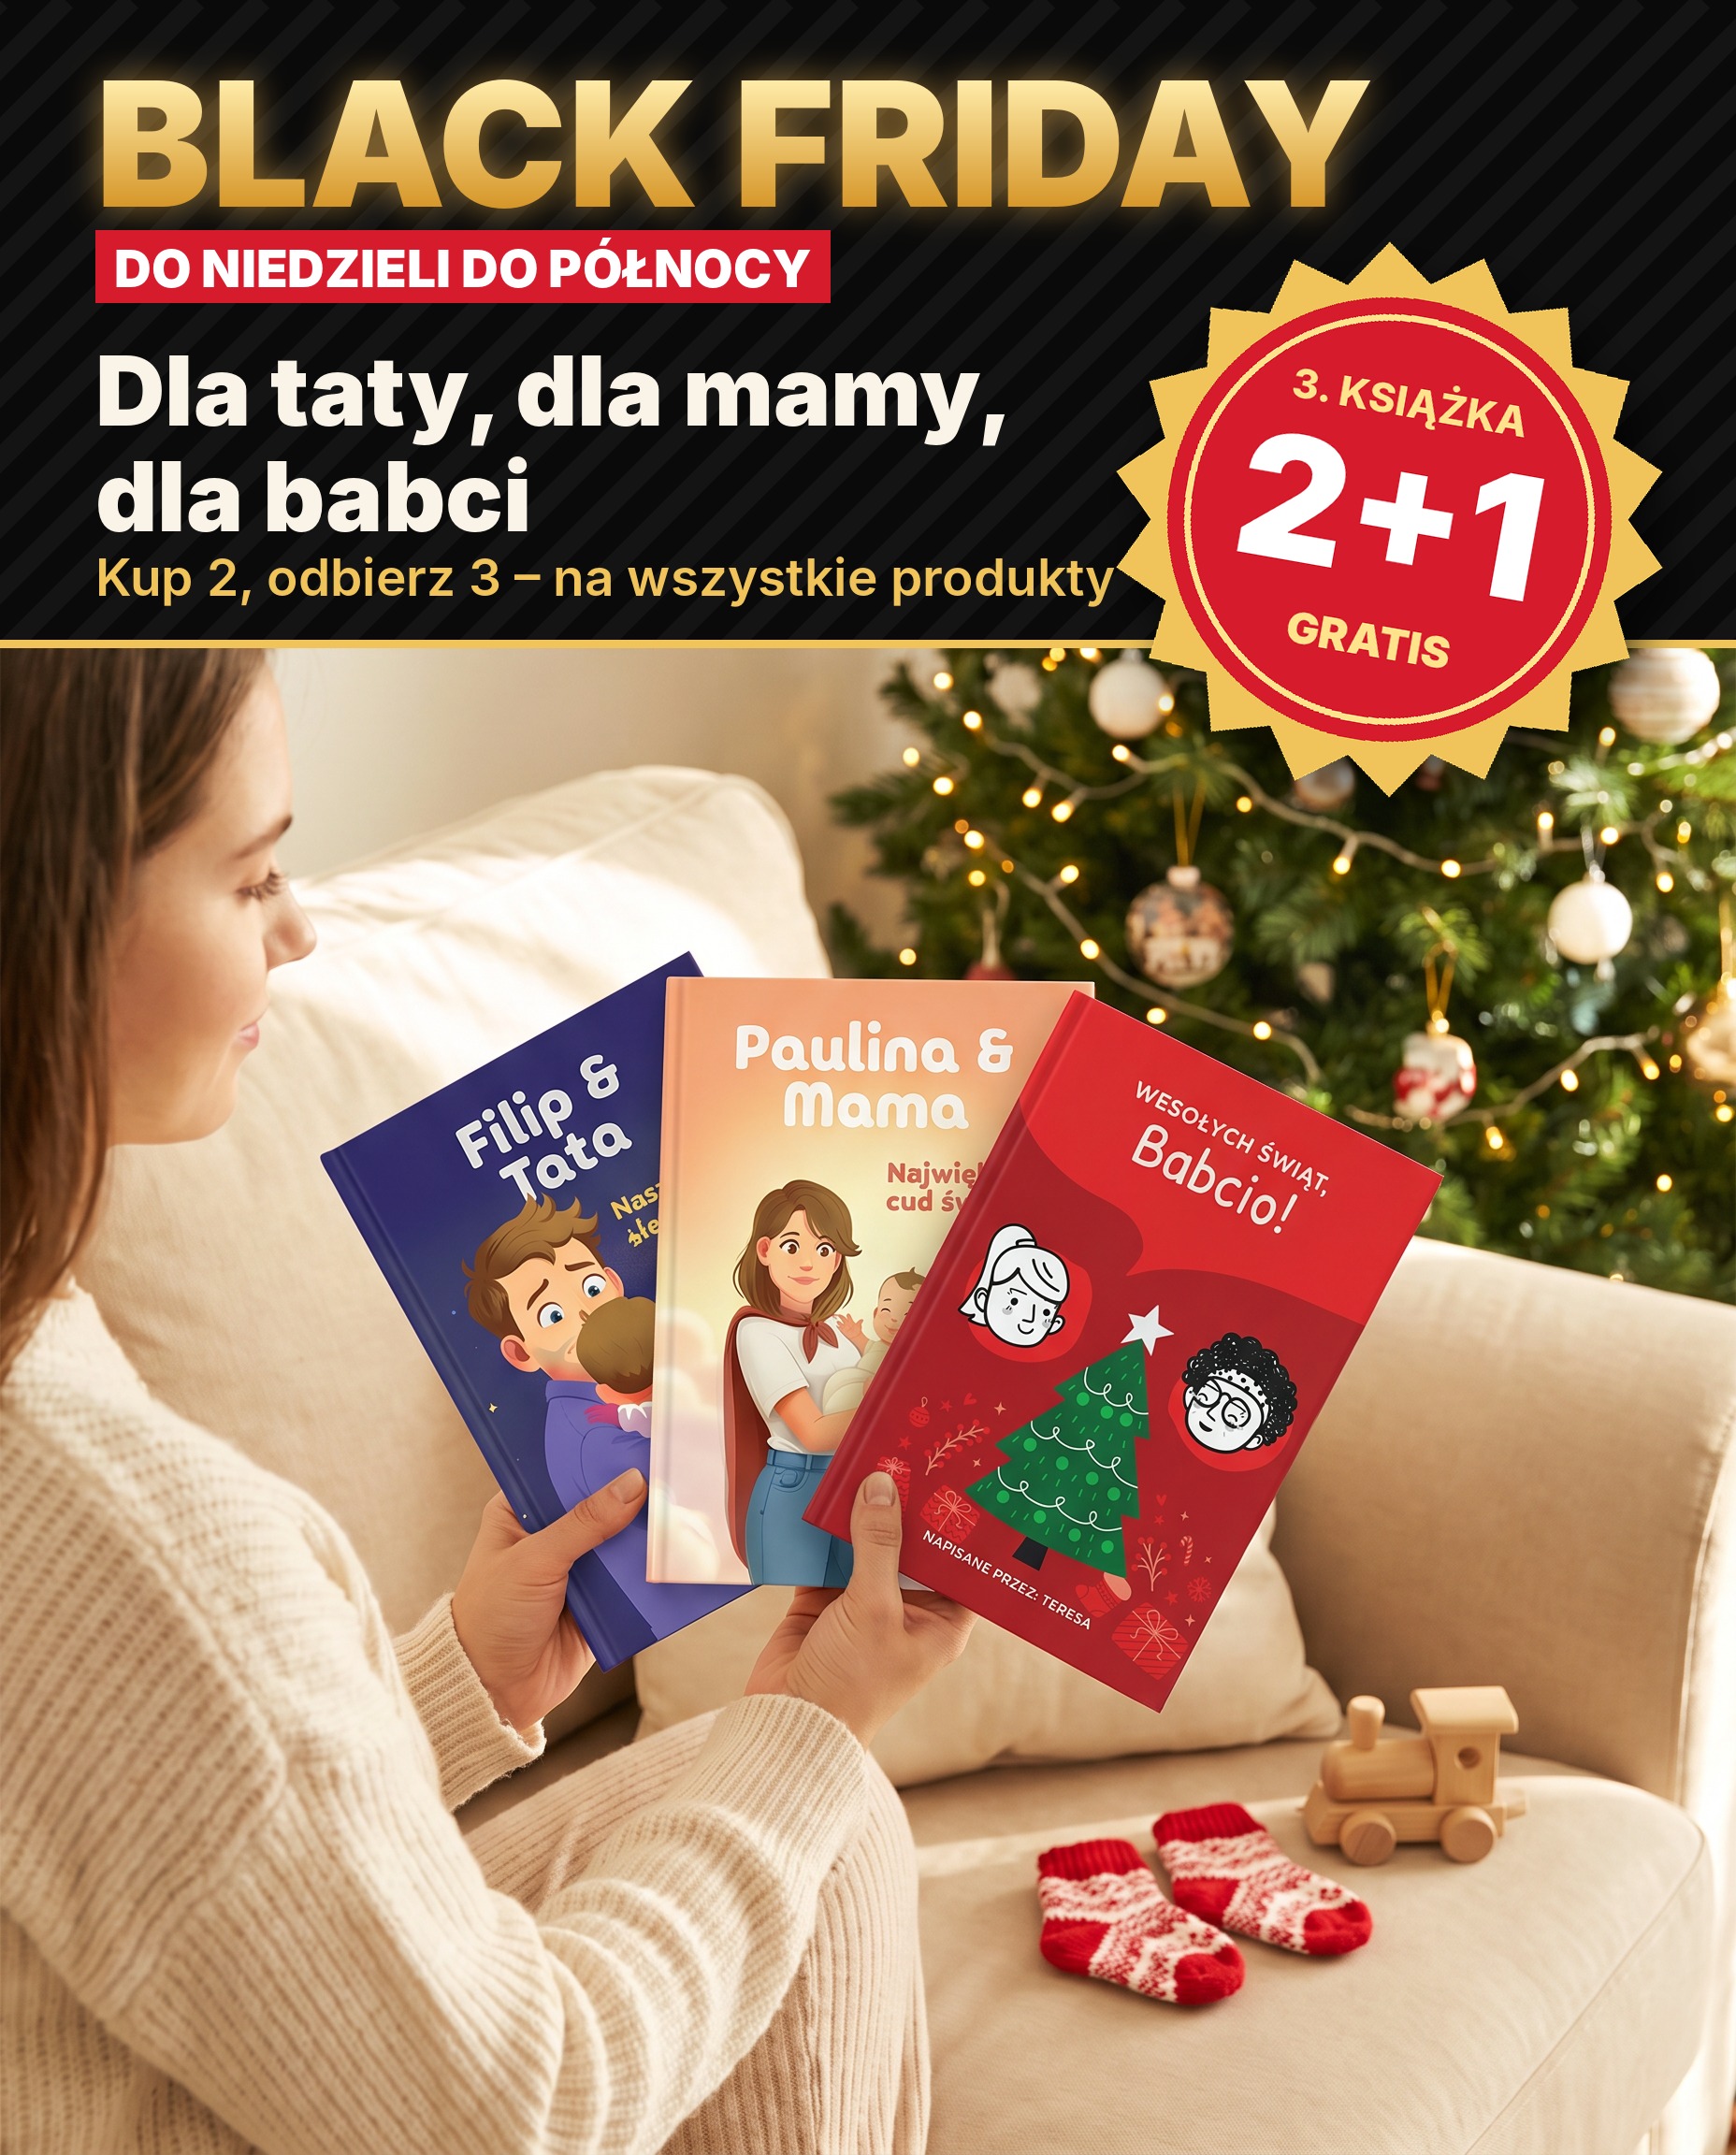 BLACK FRIDAY
DO NIEDZIELI DO PÓŁNOCY
Dla taty, dla mamy,
dla babci
Kup 2, odbierz 3 – na wszystkie produkty
3. KSIĄŻKA
2+1
GRATIS
Filip &
Tata
Paulina &
Mama
cud
WESOŁYCH ŚWIĄT,
Babcio!
NAPISANE PRZEZ: TERESA